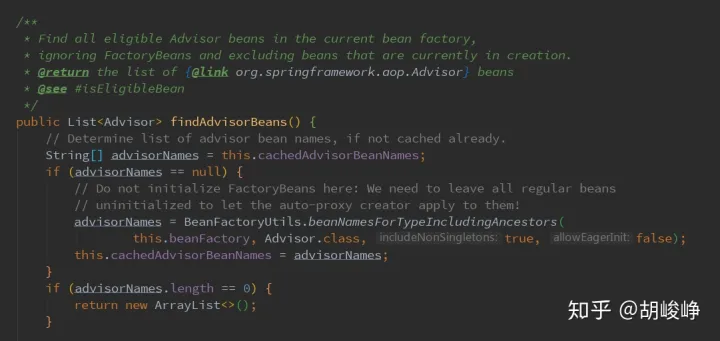 /**
* Find all eligible Advisor beans in the current bean factory,
* ignoring FactoryBeans and excluding beans that are currently in creation.
* @return the list of {@link org.springframework.aop.Advisor} beans
* @see #isEligibleBean
*/
public List<Advisor> findAdvisorBeans() {
// Determine list of advisor bean names, if not cached already.
String[] advisorNames = this.cachedAdvisorBeanNames;
if (advisorNames == null) {
// Do not initialize FactoryBeans here: We need to leave all regular beans
// uninitialized to let the auto-proxy creator apply to them!
advisorNames = BeanFactoryUtils.beanNamesForTypeIncludingAncestors(
this.beanFactory, Advisor.class, includeNonSingletons: true, allowEagerInit: false);
this.cachedAdvisorBeanNames = advisorNames;
}
if (advisorNames.length == 0) {
return new ArrayList<>();
}
知乎 @胡峻峥